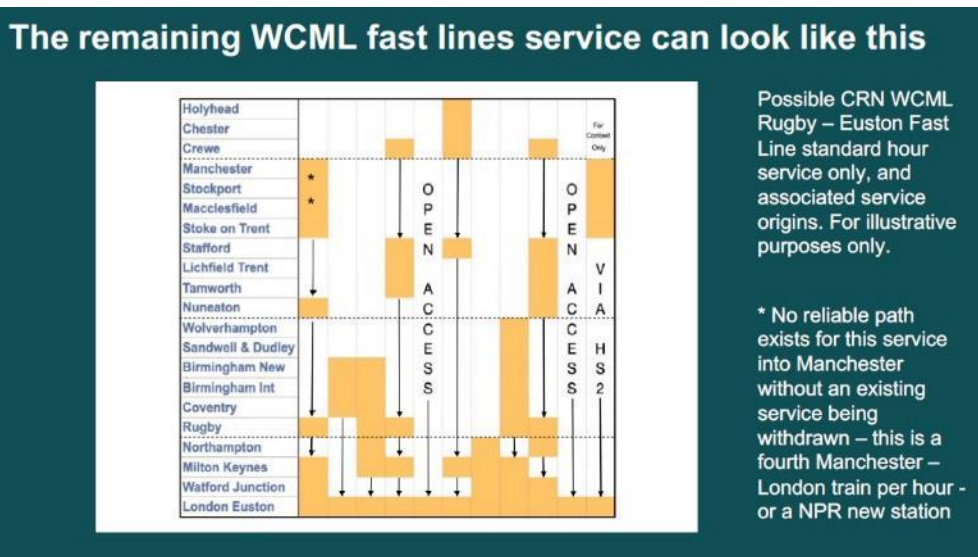 The remaining WCML fast lines service can look like this
Holyhead
Chester
Crewe
Manchester
Stockport
Macclesfield
Stoke on Trent
Stafford
Lichfield Trent
Tamworth
Nuneaton
Wolverhampton
Sandwell & Dudley
Birmingham New
Birmingham Int
Coventry
Rugby
Northampton
Milton Keynes
Watford Junction
London Euston
*
*
OPEN ACCESS
OPEN ACCESS
For
Context
Only
VIA HS2
Possible CRN WCML
Rugby – Euston Fast
Line standard hour
service only, and
associated service
origins. For illustrative
purposes only.
* No reliable path
exists for this service
into Manchester
without an existing
service being
withdrawn – this is a
fourth Manchester –
London train per hour -
or a NPR new station